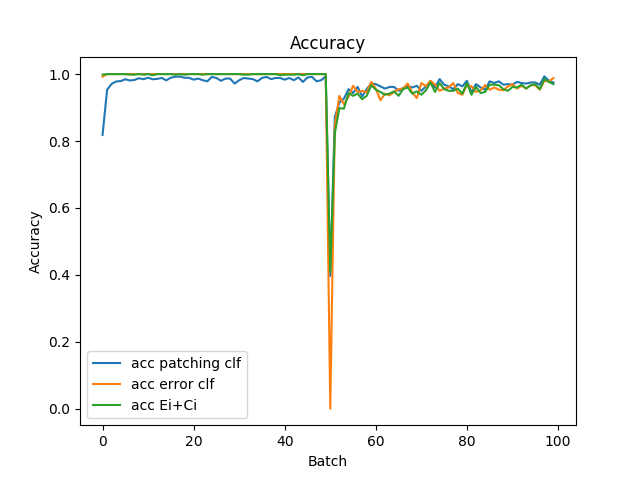 Accuracy
1.0
0.8
0.6
0.4
0.2
0.0
Accuracy
acc patching clf
acc error clf
acc Ei+Ci
0
20
40
60
80
100
Batch